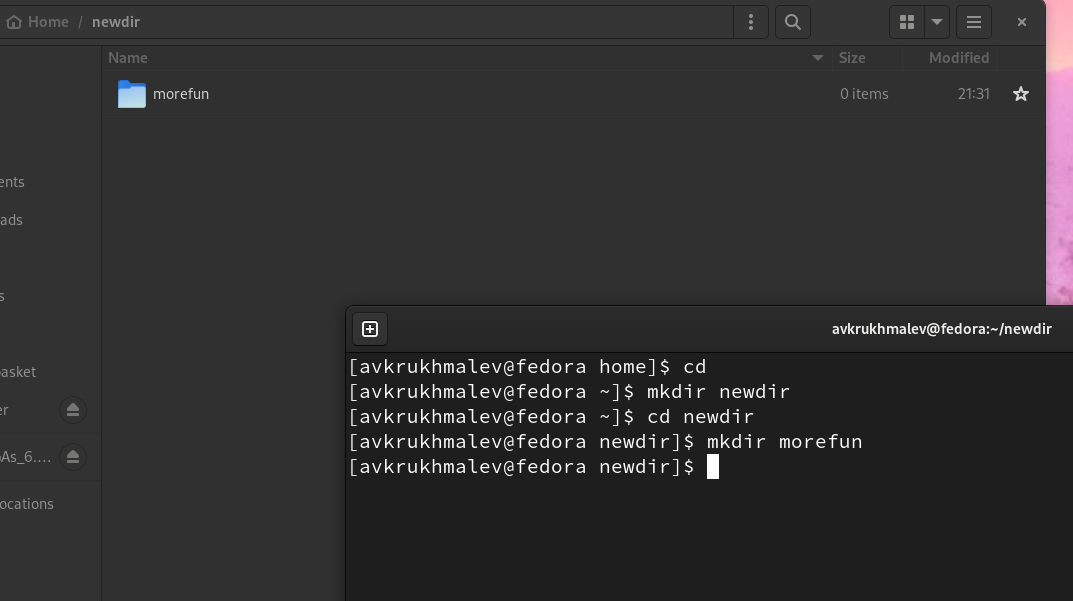 Home / newdir
Name Size Modified
morefun 0 items 21:31
ents
ads
s
asket
er
As_6....
ocations
avkrukhmalev@fedora:~/newdir
[avkrukhmalev@fedora home]$ cd
[avkrukhmalev@fedora ~]$ mkdir newdir
[avkrukhmalev@fedora ~]$ cd newdir
[avkrukhmalev@fedora newdir]$ mkdir morefun
[avkrukhmalev@fedora newdir]$